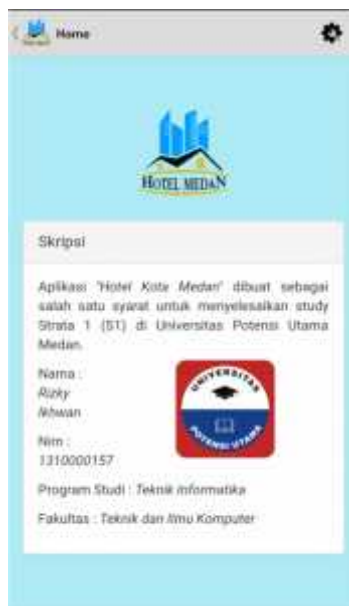 Home
HOTEL MEDAN
Skripsi
Aplikasi "Hotel Kota Medan" dibuat sebagai
salah satu syarat untuk menyelesaikan study
Strata 1 (S1) di Universitas Potensi Utama
Medan.
Nama :
Rizky
Ikhwan
UNIVERSITAS
POTENSI UTAMA
Nim :
1310000157
Program Studi : Teknik Informatika
Fakultas : Teknik dan Ilmu Komputer